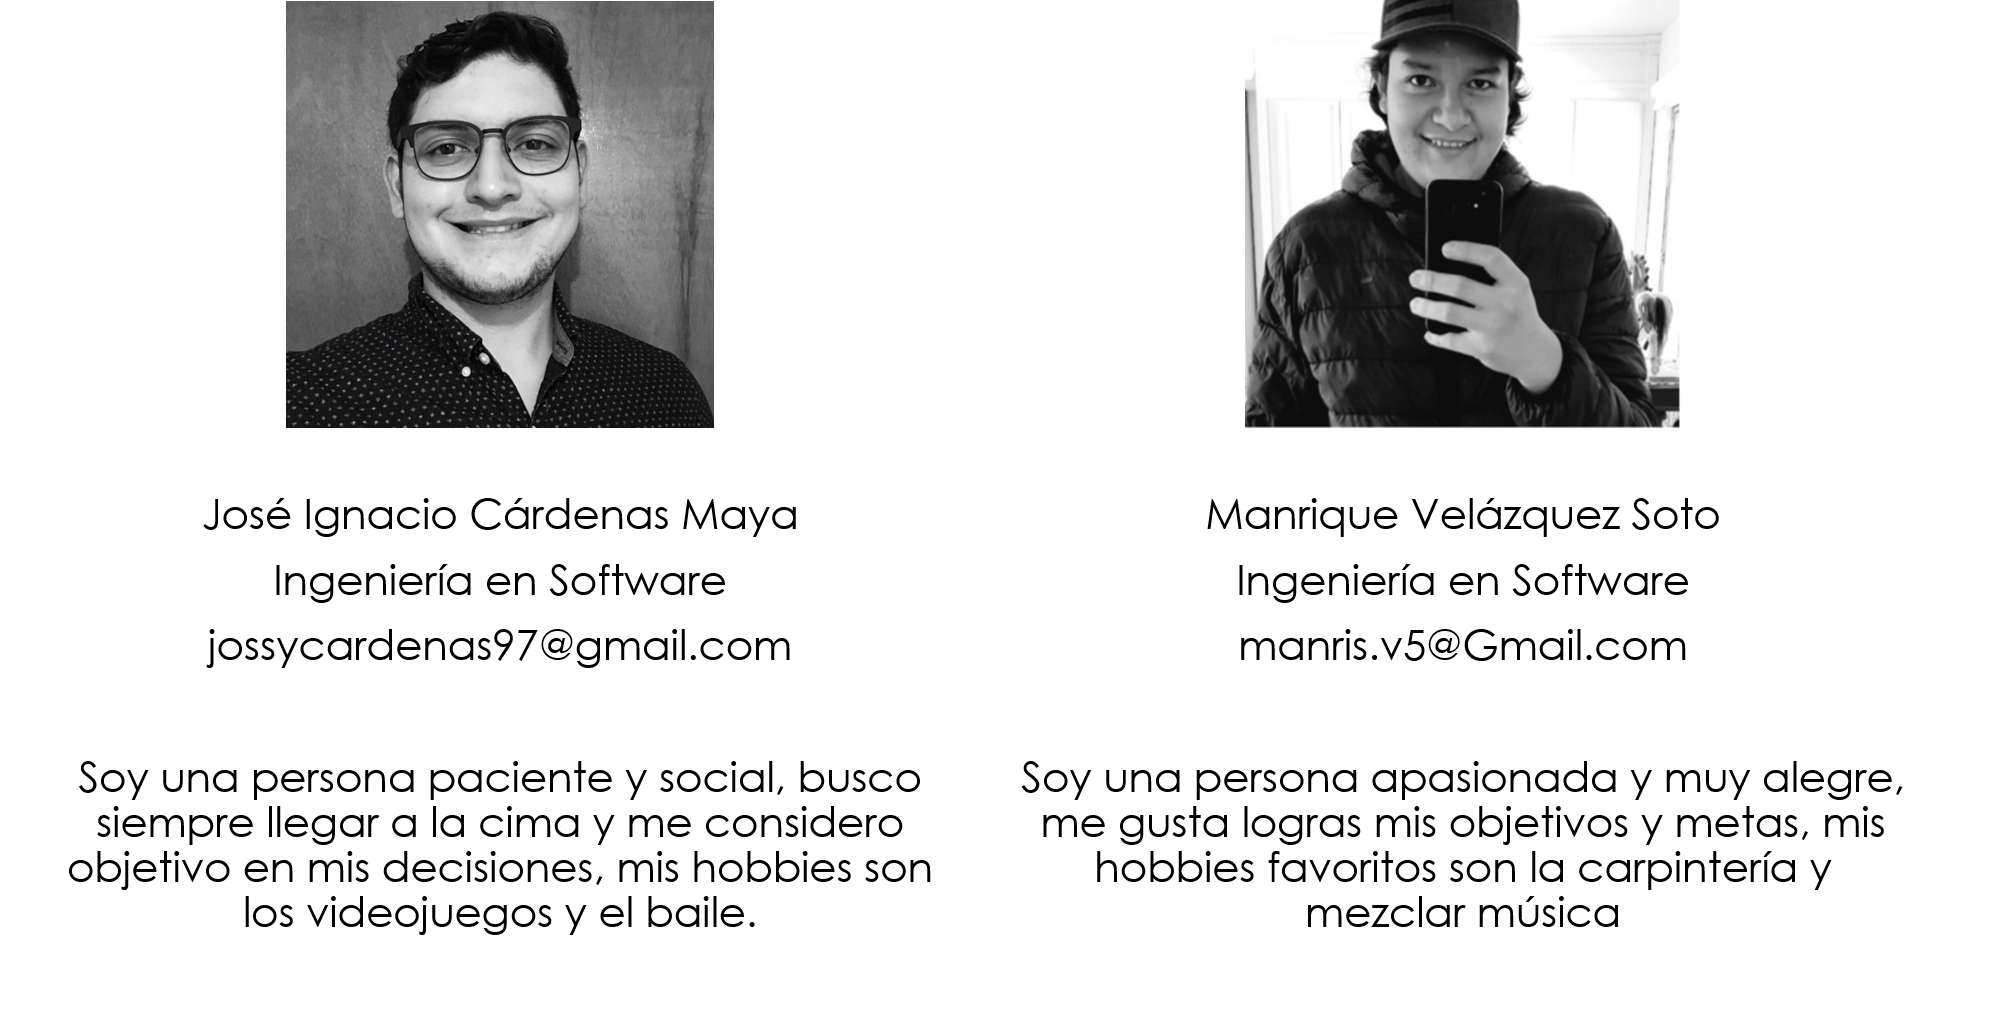 José Ignacio Cárdenas Maya
Ingeniería en Software
jossycardenas97@gmail.com
Soy una persona paciente y social, busco
siempre llegar a la cima y me considero
objetivo en mis decisiones, mis hobbies son
los videojuegos y el baile.
Manrique Velázquez Soto
Ingeniería en Software
manris.v5@Gmail.com
Soy una persona apasionada y muy alegre,
me gusta logras mis objetivos y metas, mis
hobbies favoritos son la carpintería y
mezclar música